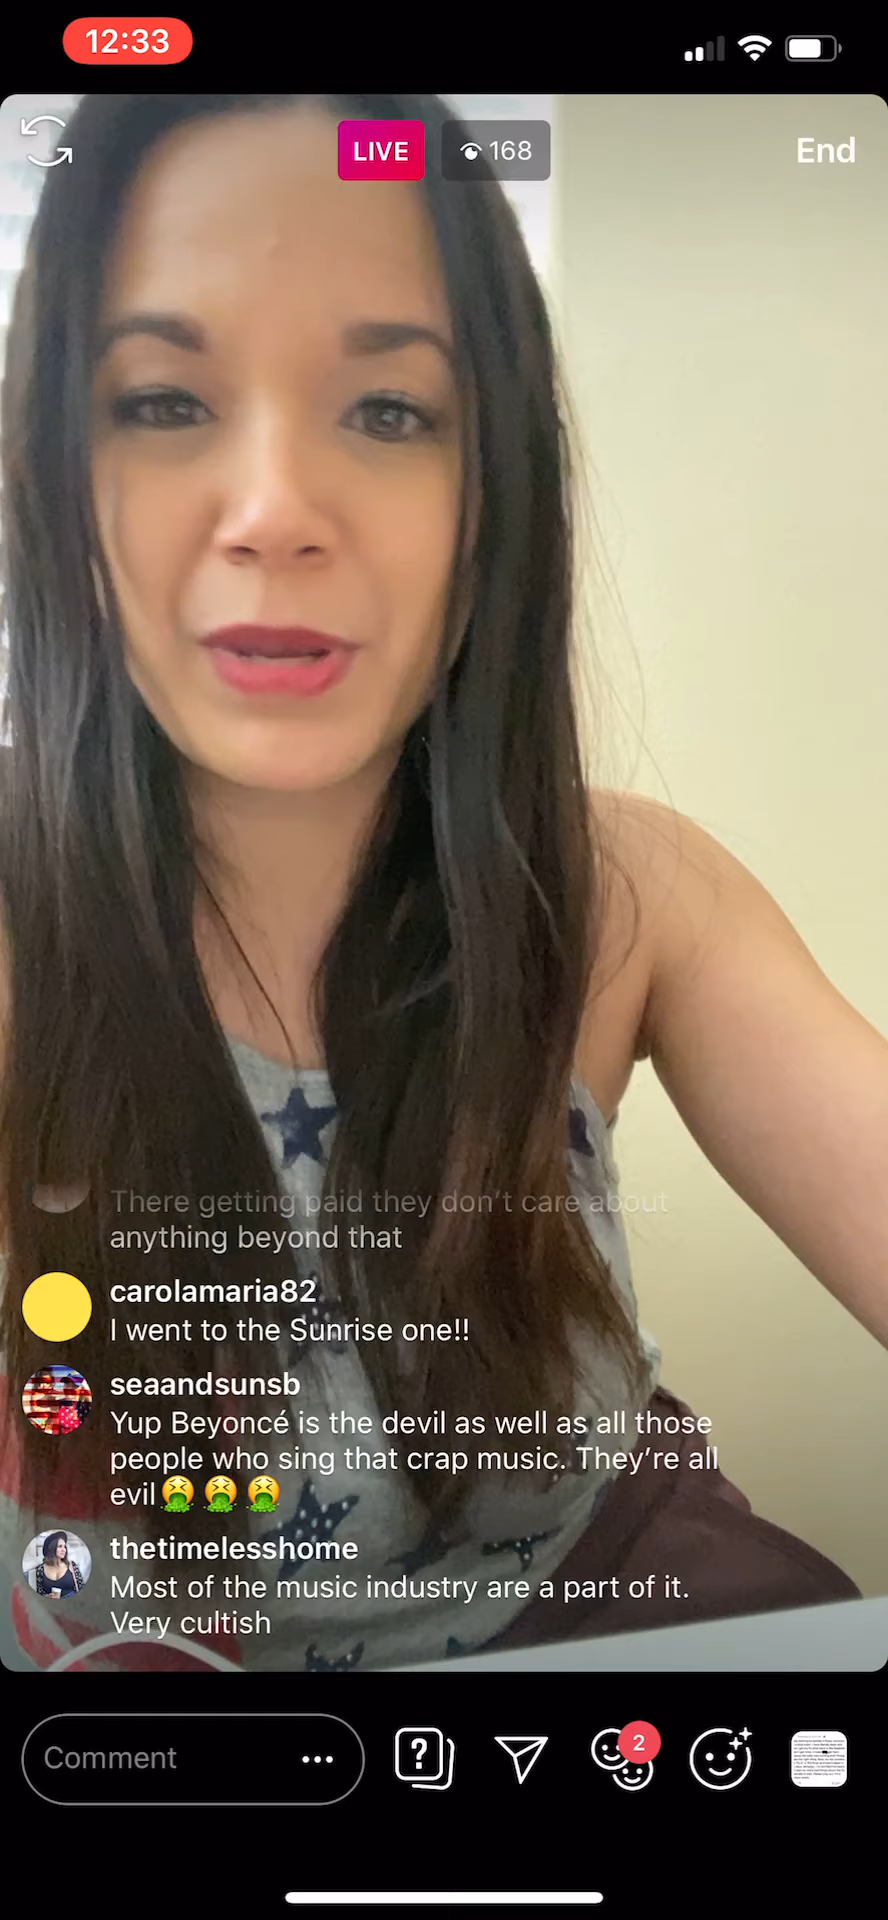 12:33
LIVE
168
End
There getting paid they don't care about
anything beyond that
carolamaria82
I went to the Sunrise one!!
seaandsunsb
Yup Beyoncé is the devil as well as all those
people who sing that crap music. They're all
evil🤮🤮🤮
thetimelesshome
Most of the music industry are a part of it.
Very cultish
Comment
2